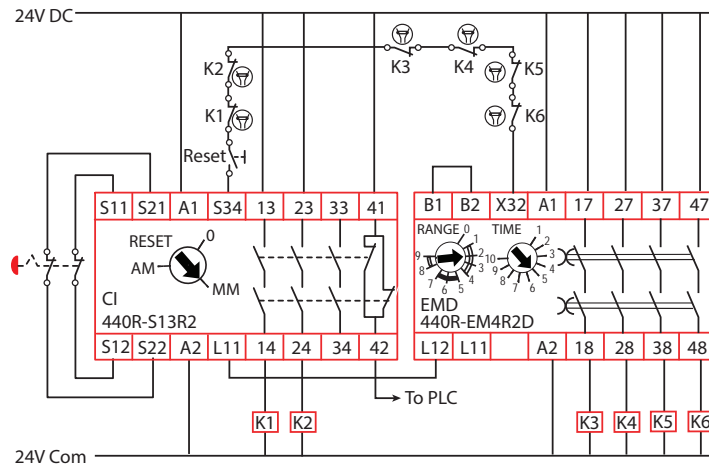 24V DC
K2
K3
K4
K5
K1
K6
Reset
S11 S21 A1 S34 13 23 33 41
B1 B2 X32 A1 17 27 37 47
RESET 0
AM
MM
RANGE 0 1 2 3 4 5 6 7 8 9
TIME 1 2 3 4 5 6 7 8 9 10
CI
440R-S13R2
EMD
440R-EM4R2D
S12 S22 A2 L11 14 24 34 42
L12 L11 A2 18 28 38 48
To PLC
K1 K2
K3 K4 K5 K6
24V Com